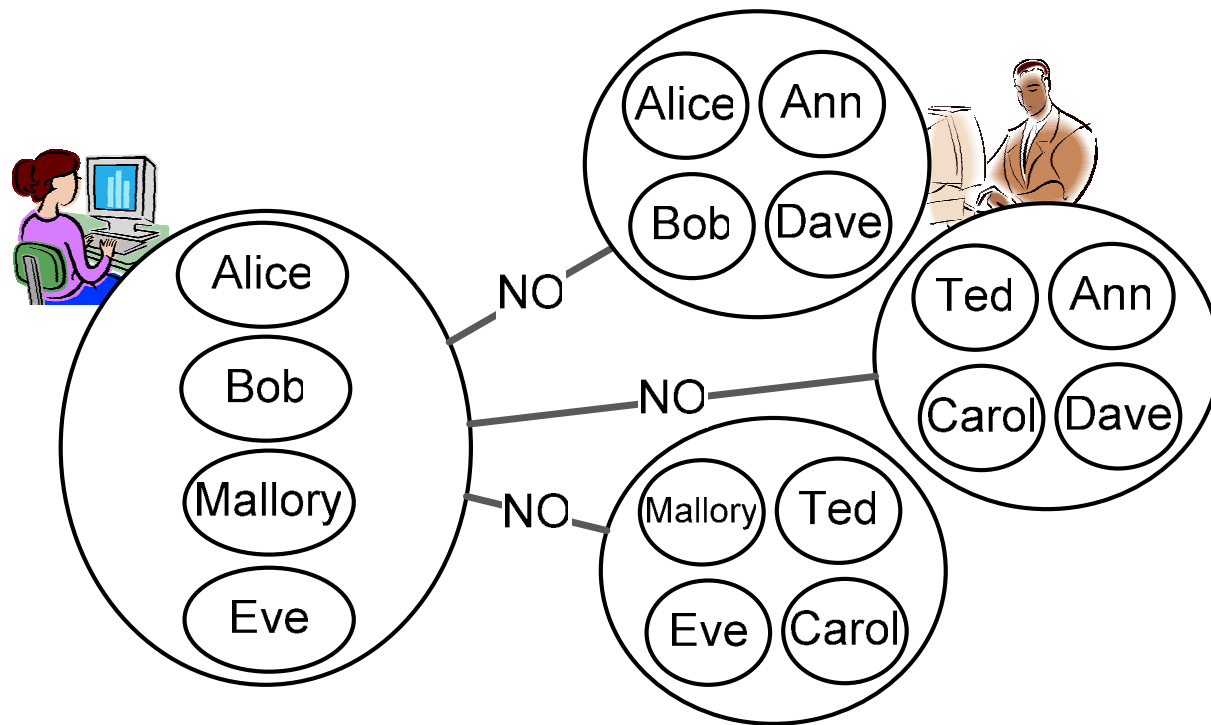 Alice
Bob
Mallory
Eve
NO
NO
NO
Alice Ann
Bob Dave
Ted Ann
Carol Dave
Mallory Ted
Eve Carol